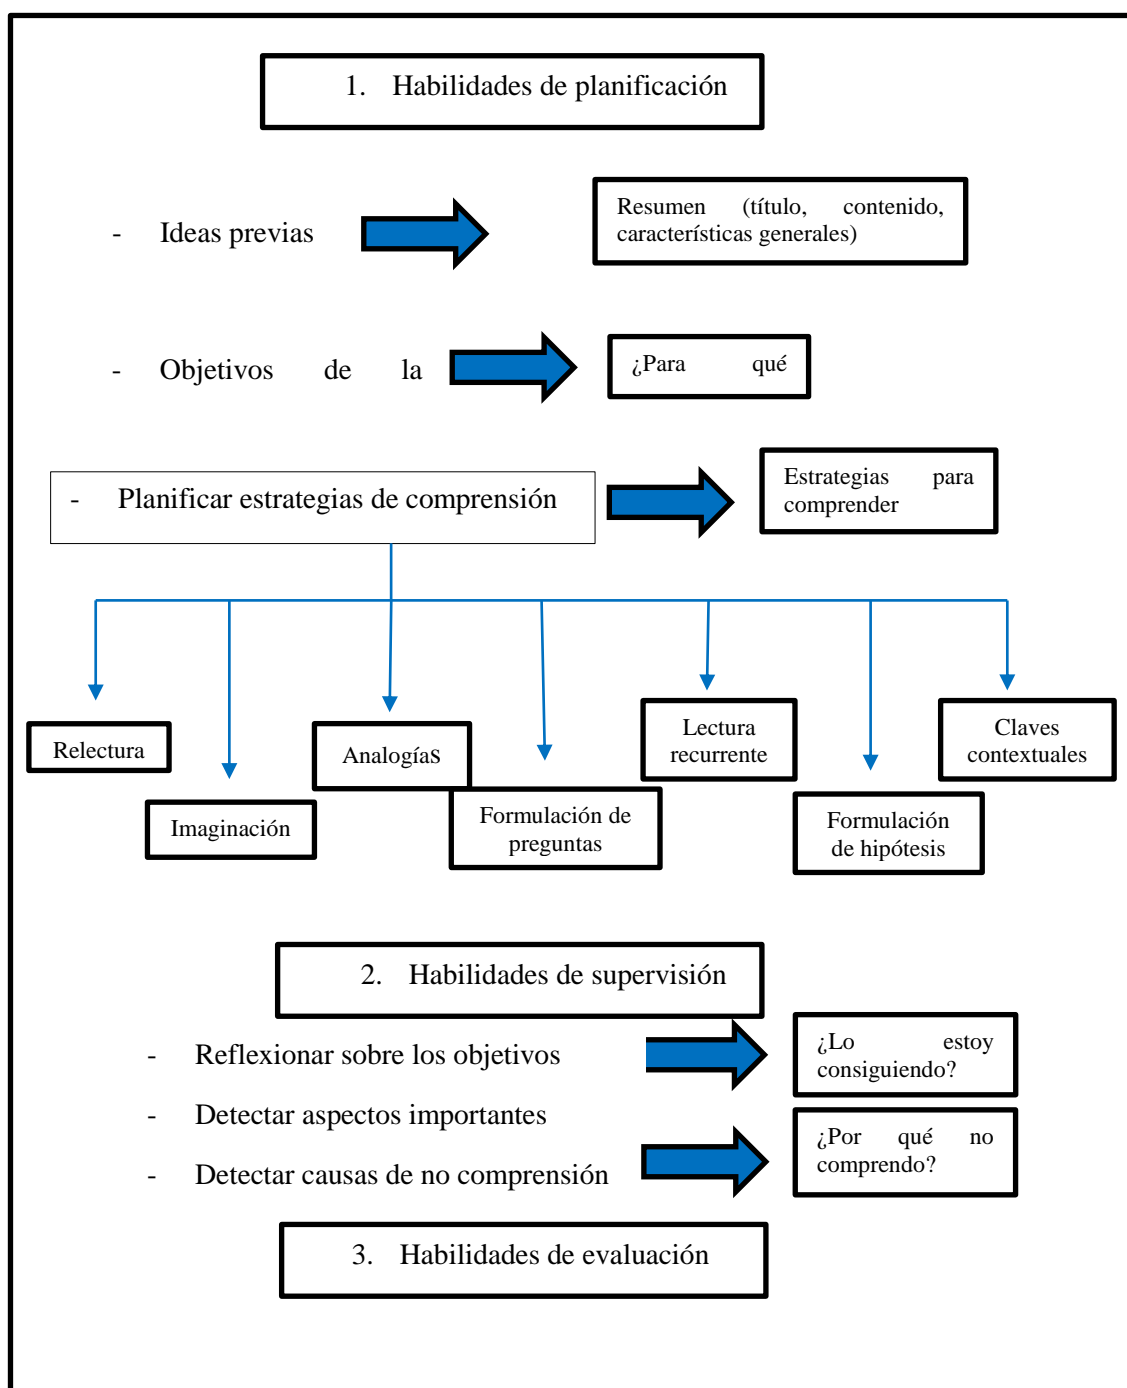 1. Habilidades de planificación
- Ideas previas
Resumen (título, contenido,
características generales)
- Objetivos de la
¿Para qué
- Planificar estrategias de comprensión
Estrategias para
comprender
Relectura
Imaginación
Analogías
Formulación de
preguntas
Lectura
recurrente
Formulación
de hipótesis
Claves
contextuales
2. Habilidades de supervisión
- Reflexionar sobre los objetivos
¿Lo estoy
consiguiendo?
- Detectar aspectos importantes
- Detectar causas de no comprensión
¿Por qué no
comprendo?
3. Habilidades de evaluación